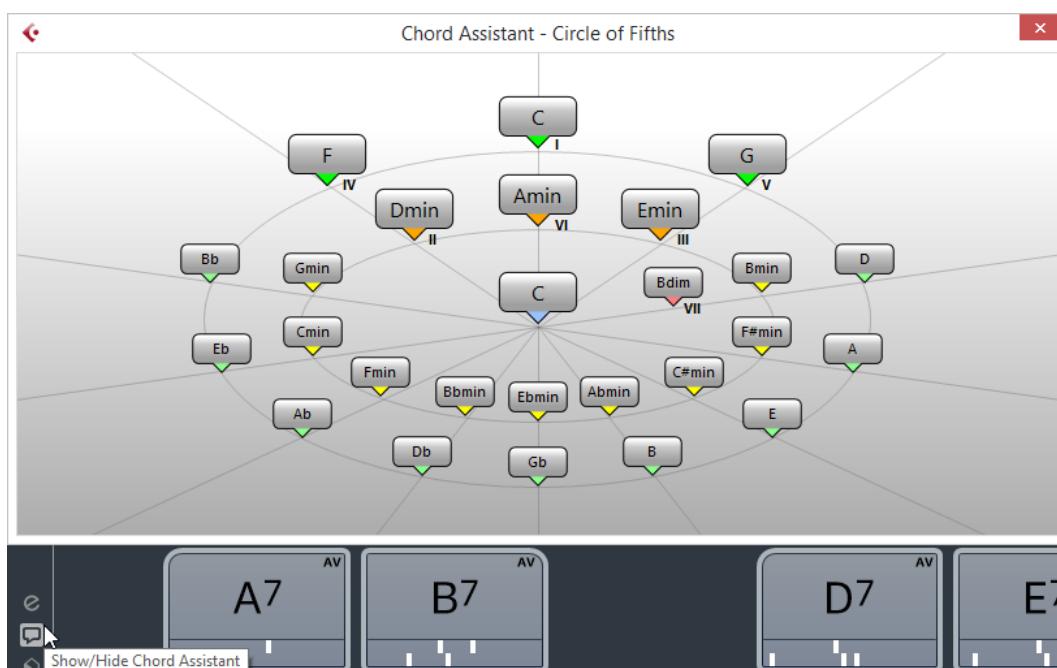 Chord Assistant - Circle of Fifths
C
I
F
IV
G
V
Amin
VI
Dmin
II
Emin
III
Bb
Gmin
Bdim
VII
Bmin
D
C
Eb
Cmin
F#min
A
Fmin
C#min
Bbmin
Ebmin
Abmin
Ab
E
Db
Gb
B
AV
A7
AV
B7
AV
D7
E7
Show/Hide Chord Assistant